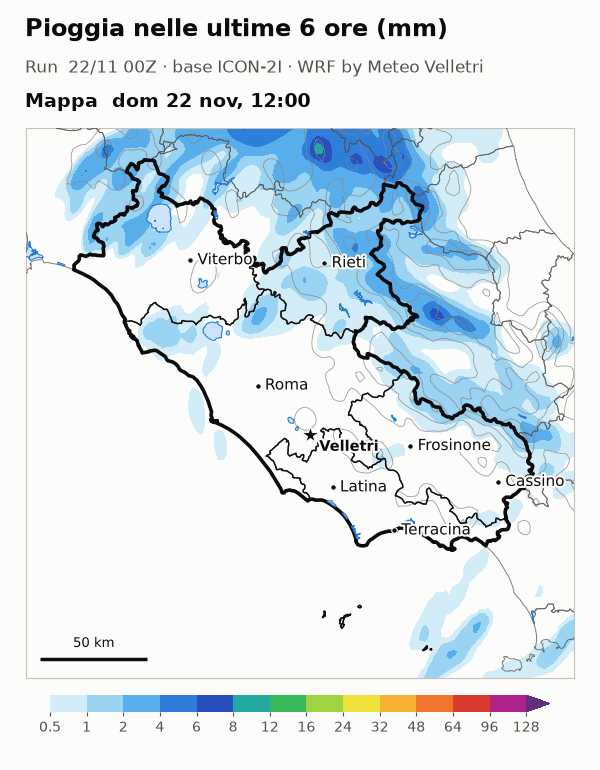 Pioggia nelle ultime 6 ore (mm)
Run  22/11 00Z · base ICON-2I · WRF by Meteo Velletri
Mappa  dom 22 nov, 12:00
Viterbo
Rieti
Roma
Velletri
Frosinone
Cassino
Latina
Terracina
50 km
0.5 1 2 4 6 8 12 16 24 32 48 64 96 128